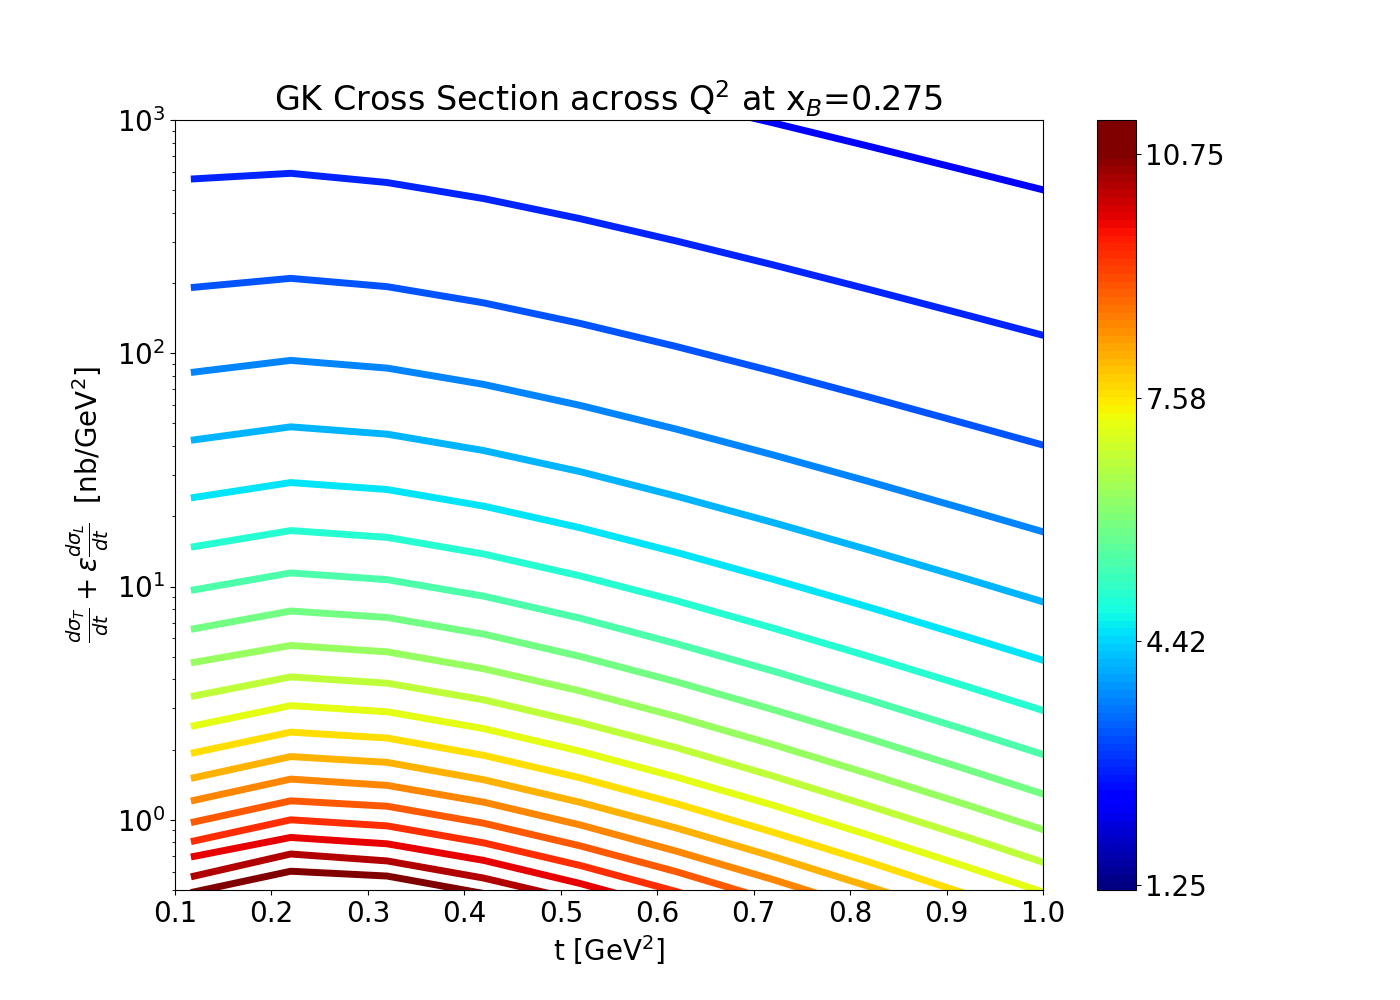 GK Cross Section across Q² at x_B=0.275
10³
10²
10¹
10⁰
dσ_T/dt + ε dσ_L/dt [nb/GeV²]
0.1 0.2 0.3 0.4 0.5 0.6 0.7 0.8 0.9 1.0
t [GeV²]
10.75
7.58
4.42
1.25